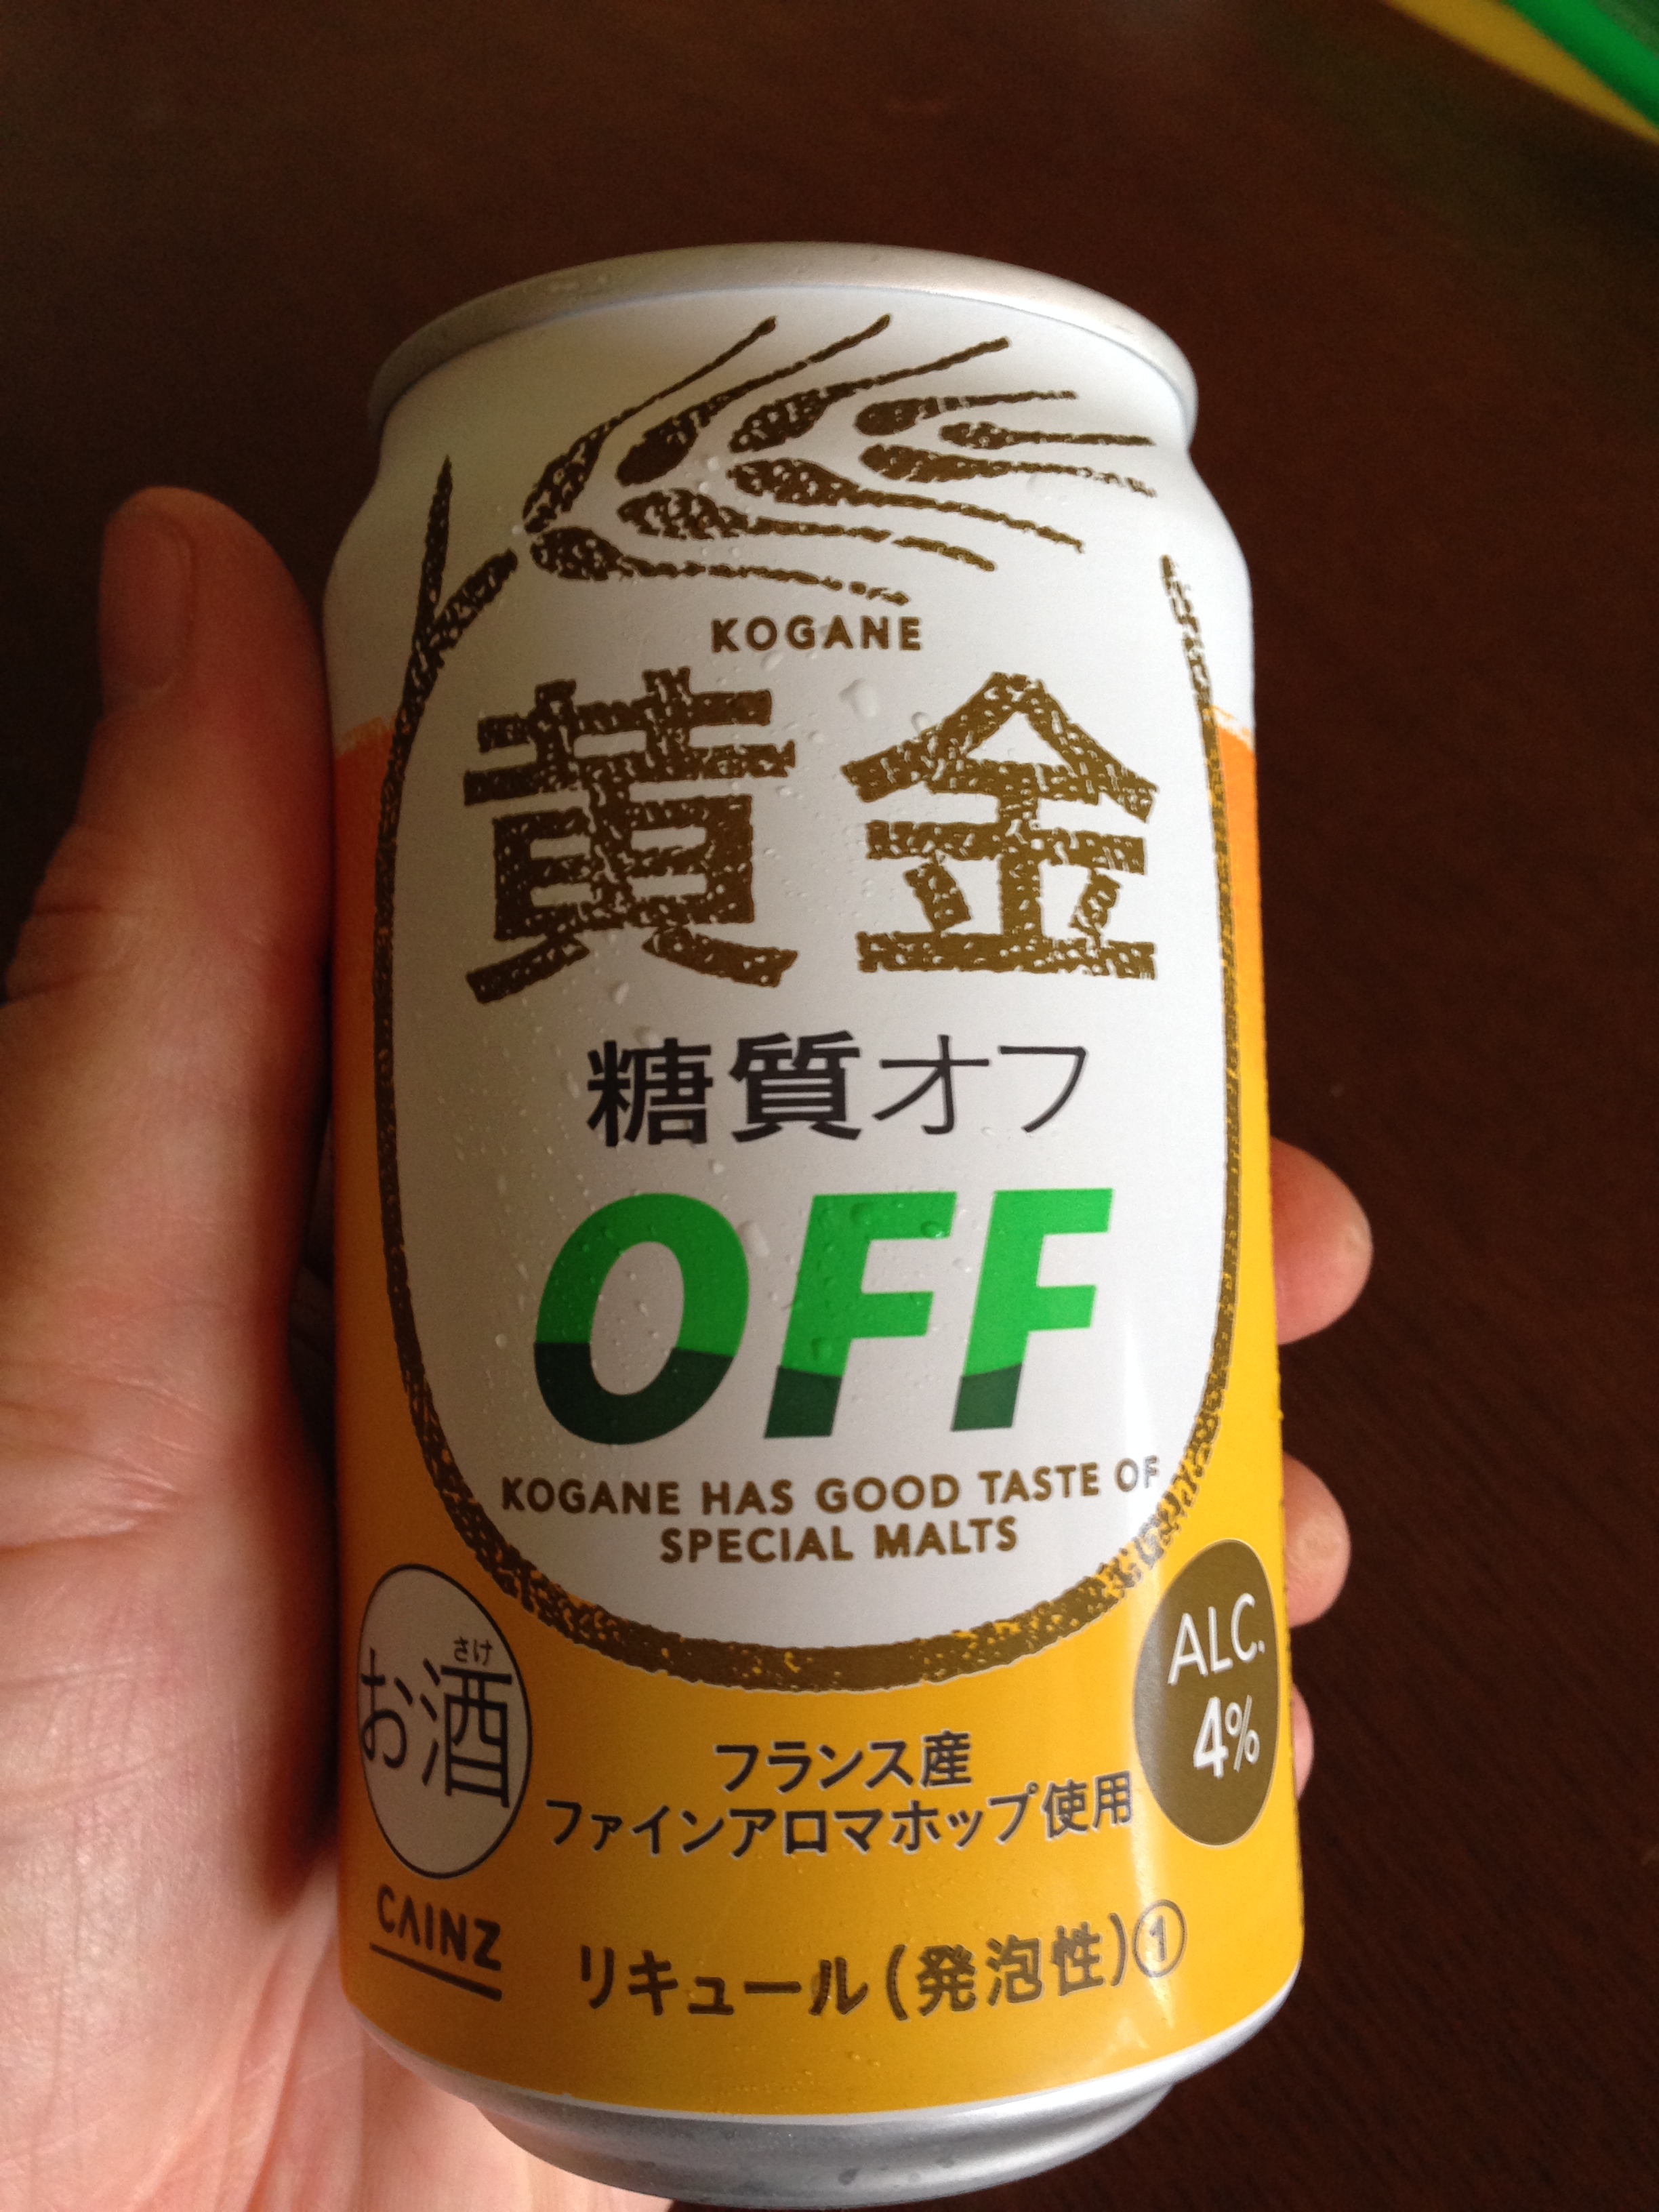 KOGANE
黄金
糖質オフ
OFF
KOGANE HAS GOOD TASTE OF
SPECIAL MALTS
さけ
お酒
ALC.
4%
フランス産
ファインアロマホップ使用
CAINZ
リキュール(発泡性)①